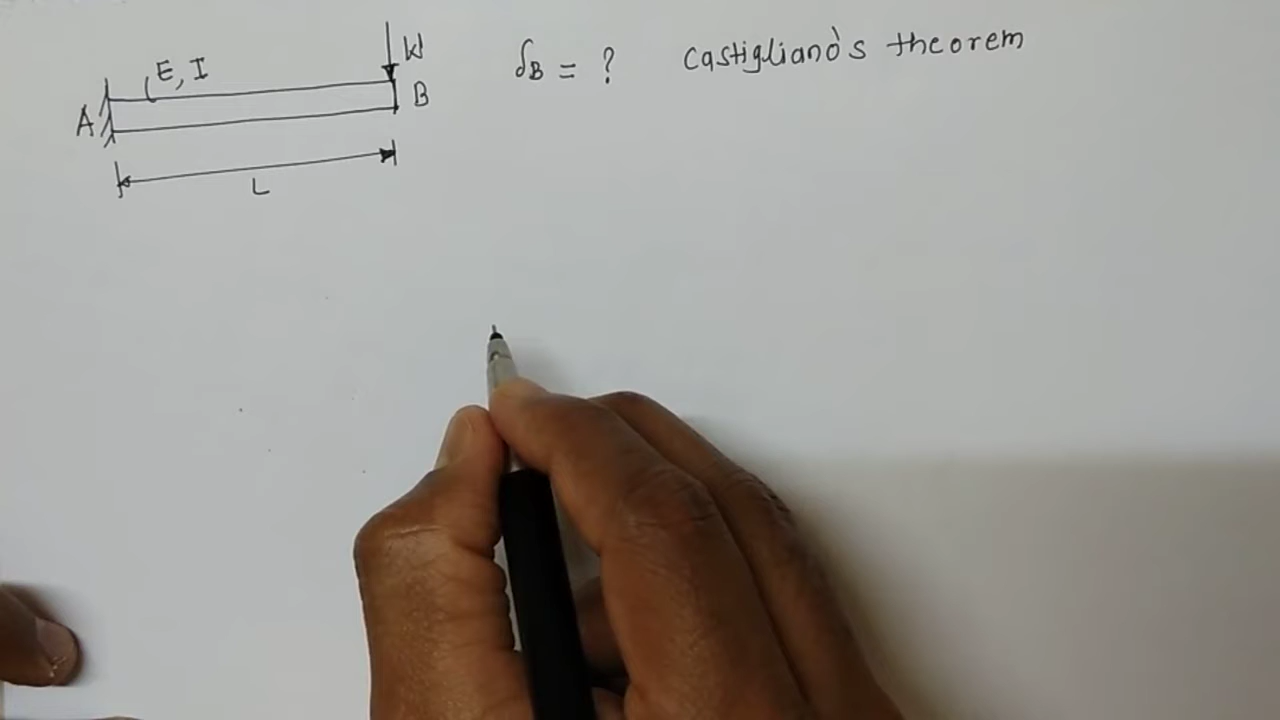 W
δB = ? Castigliano's theorem
E, I
A
B
L